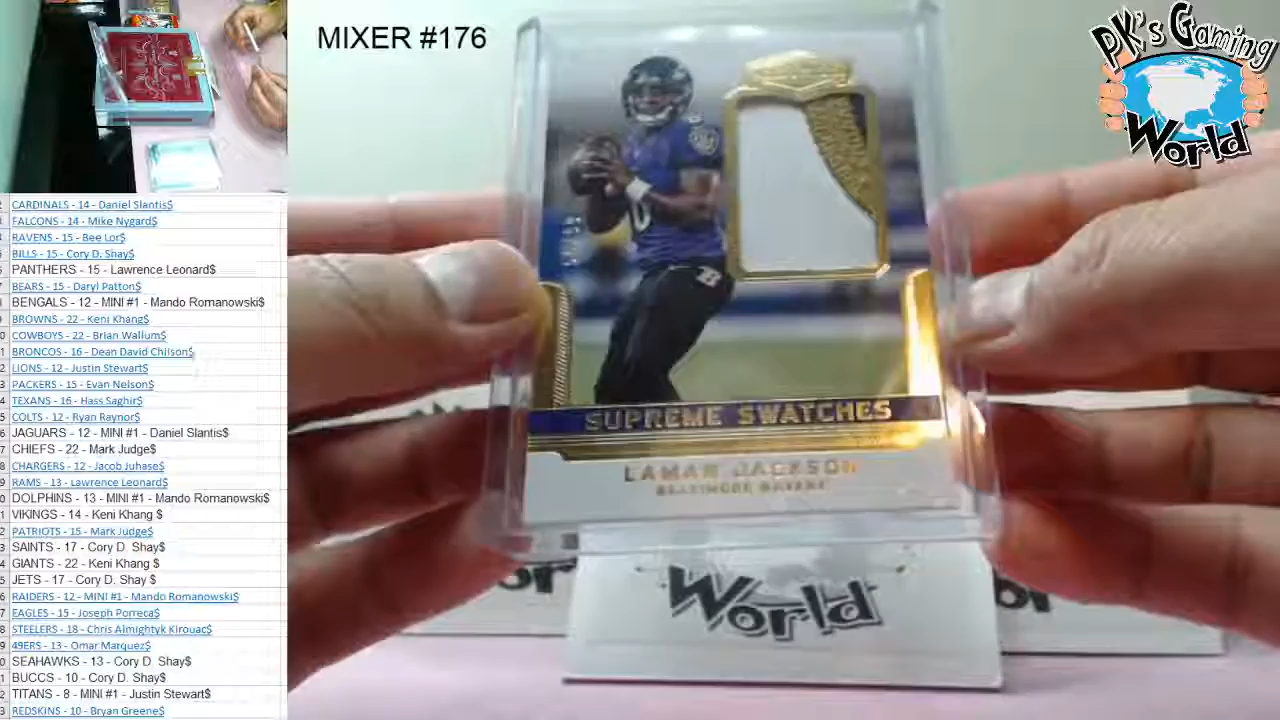 MIXER #176
PK's Gaming
World
SUPREME SWATCHES
LAMAR JACKSON
BALTIMORE RAVENS
World
CARDINALS - 14 - Daniel Slantis$
FALCONS - 14 - Mike Nygard$
RAVENS - 15 - Bee Lor$
BILLS - 15 - Cory D. Shay$
PANTHERS - 15 - Lawrence Leonard$
BEARS - 15 - Daryl Patton$
BENGALS - 12 - MINI #1 - Mando Romanowski$
BROWNS - 22 - Keni Khang$
COWBOYS - 22 - Brian Wallum$
BRONCOS - 16 - Dean David Chilson$
LIONS - 12 - Justin Stewart$
PACKERS - 15 - Evan Nelson$
TEXANS - 16 - Hass Saghir$
COLTS - 12 - Ryan Raynor$
JAGUARS - 12 - MINI #1 - Daniel Slantis$
CHIEFS - 22 - Mark Judge$
CHARGERS - 12 - Jacob Juhase$
RAMS - 13 - Lawrence Leonard$
DOLPHINS - 13 - MINI #1 - Mando Romanowski$
VIKINGS - 14 - Keni Khang $
PATRIOTS - 15 - Mark Judge$
SAINTS - 17 - Cory D. Shay$
GIANTS - 22 - Keni Khang $
JETS - 17 - Cory D. Shay $
RAIDERS - 12 - MINI #1 - Mando Romanowski$
EAGLES - 15 - Joseph Porreca$
STEELERS - 18 - Chris Almightyk Kirouac$
49ERS - 13 - Omar Marquez$
SEAHAWKS - 13 - Cory D. Shay$
BUCCS - 10 - Cory D. Shay$
TITANS - 8 - MINI #1 - Justin Stewart$
REDSKINS - 10 - Bryan Greene$